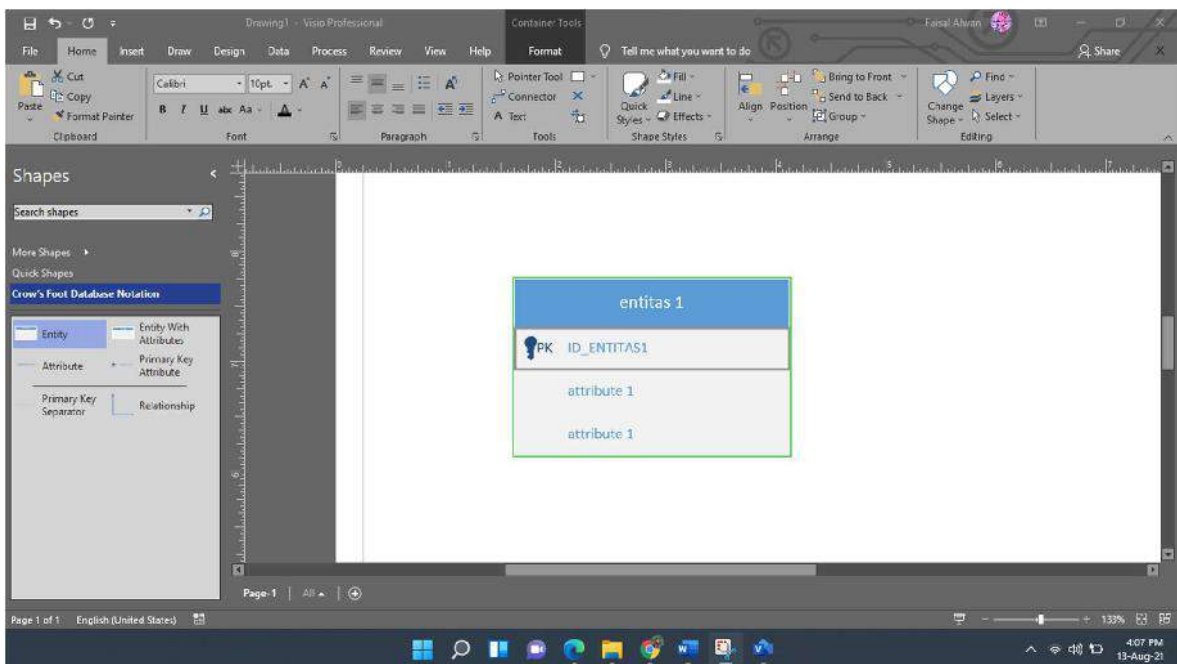 Drawing1 - Visio Professional
Container Tools
Faisal Alwan
File Home Insert Draw Design Data Process Review View Help Format Tell me what you want to do Share
Paste
Cut
Copy
Format Painter
Clipboard
Calibri 10pt. A A
B I U abc Aa A
Font
Paragraph
Pointer Tool
Connector
A Text
Tools
Quick Styles
Fill
Line
Effects
Shape Styles
Align Position
Bring to Front
Send to Back
Group
Arrange
Change Shape
Find
Layers
Select
Editing
Shapes
Search shapes
More Shapes
Quick Shapes
Crow's Foot Database Notation
Entity
Entity With Attributes
Attribute
Primary Key Attribute
Primary Key Separator
Relationship
entitas 1
PK ID_ENTITAS1
attribute 1
attribute 1
Page-1 All
Page 1 of 1 English (United States)
133%
4:07 PM
13-Aug-21